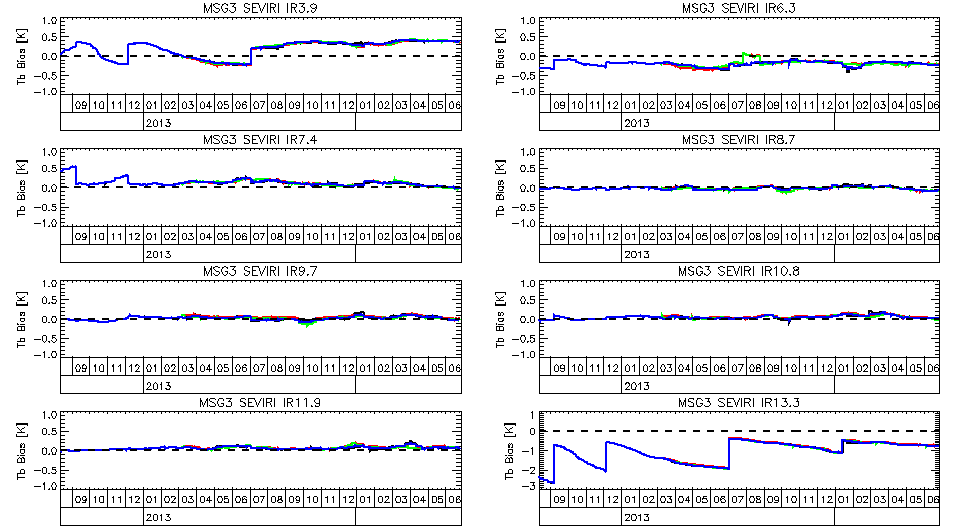 MSG3 SEVIRI IR3.9
Tb Bias [K]
1.0
0.5
0.0
−0.5
−1.0
09 10 11 12 01 02 03 04 05 06 07 08 09 10 11 12 01 02 03 04 05 06
2013
MSG3 SEVIRI IR6.3
Tb Bias [K]
1.0
0.5
0.0
−0.5
−1.0
09 10 11 12 01 02 03 04 05 06 07 08 09 10 11 12 01 02 03 04 05 06
2013
MSG3 SEVIRI IR7.4
Tb Bias [K]
1.0
0.5
0.0
−0.5
−1.0
09 10 11 12 01 02 03 04 05 06 07 08 09 10 11 12 01 02 03 04 05 06
2013
MSG3 SEVIRI IR8.7
Tb Bias [K]
1.0
0.5
0.0
−0.5
−1.0
09 10 11 12 01 02 03 04 05 06 07 08 09 10 11 12 01 02 03 04 05 06
2013
MSG3 SEVIRI IR9.7
Tb Bias [K]
1.0
0.5
0.0
−0.5
−1.0
09 10 11 12 01 02 03 04 05 06 07 08 09 10 11 12 01 02 03 04 05 06
2013
MSG3 SEVIRI IR10.8
Tb Bias [K]
1.0
0.5
0.0
−0.5
−1.0
09 10 11 12 01 02 03 04 05 06 07 08 09 10 11 12 01 02 03 04 05 06
2013
MSG3 SEVIRI IR11.9
Tb Bias [K]
1.0
0.5
0.0
−0.5
−1.0
09 10 11 12 01 02 03 04 05 06 07 08 09 10 11 12 01 02 03 04 05 06
2013
MSG3 SEVIRI IR13.3
Tb Bias [K]
1
0
−1
−2
−3
09 10 11 12 01 02 03 04 05 06 07 08 09 10 11 12 01 02 03 04 05 06
2013